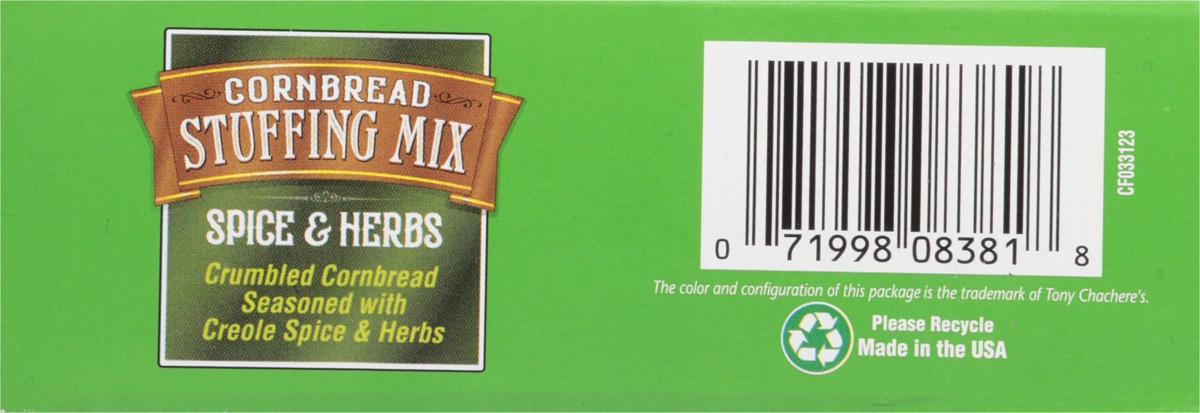 CORNBREAD
STUFFING MIX
SPICE & HERBS
Crumbled Cornbread
Seasoned with
Creole Spice & Herbs
0 71998 08381 8
CF033123
The color and configuration of this package is the trademark of Tony Chachere's.
Please Recycle
Made in the USA